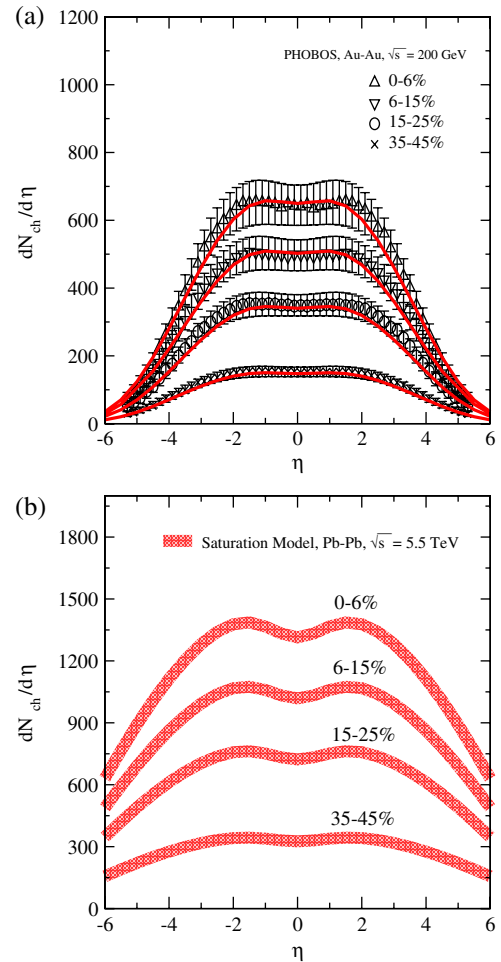 (a)
1200
1000
800
600
400
200
0
dN_ch/dη
PHOBOS, Au-Au, √s = 200 GeV
0-6%
6-15%
15-25%
35-45%
-6 -4 -2 0 2 4 6
η
(b)
1800
1500
1200
900
600
300
0
dN_ch/dη
Saturation Model, Pb-Pb, √s = 5.5 TeV
0-6%
6-15%
15-25%
35-45%
-6 -4 -2 0 2 4 6
η